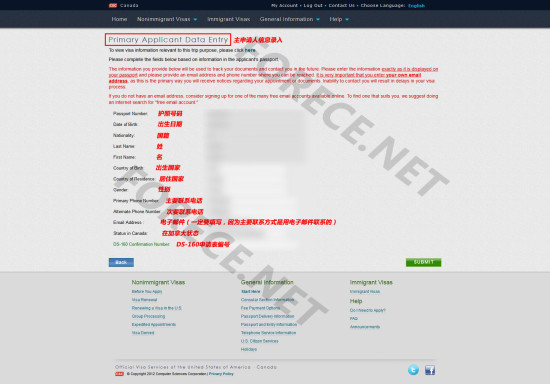 Canada
My Account • Log Out • Contact Us • Choose Language: English
Home Nonimmigrant Visas Immigrant Visas General Information Help
Primary Applicant Data Entry 主申请人信息录入
To view visa information relevant to this trip purpose, please click here.
Please complete the fields below based on information in the applicant's passport
The information you provide below will be used to track your documents and contact you in the future. Please enter the information exactly as it is displayed on
your passport and please provide an email address and phone number where you can be reached. It is very important that you enter your own email
address, as this is the primary way you will receive notices regarding your appointment or documents. Inability to contact you will result in delays in your visa
process.
If you do not have an email address, consider signing up for one of the many free email accounts available online. To find one that suits you, we suggest doing
an internet search for "free email account."
Passport Number: 护照号码
Date of Birth: 出生日期
Nationality: 国籍
Last Name: 姓
First Name: 名
Country of Birth: 出生国家
Country of Residence: 居住国家
Gender: 性别
Primary Phone Number: 主要联系电话
Alternate Phone Number: 次要联系电话
Email Address: 电子邮件（一定要填写，因为主要联系方式是用电子邮件联系的）
Status in Canada: 在加拿大状态
DS-160 Confirmation Number: DS-160申请表编号
Back SUBMIT
FORECE.NET
FORECE.NET
Nonimmigrant Visas
Before You Apply
Visa Renewal
Renewing a Visa in the U.S.
Group Processing
Expedited Appointments
Visa Denied
General Information
Start Here
Consular Section Information
Fee Payment Options
Passport Delivery Information
Passport and Entry Information
Telephone Service Information
U.S. Citizen Services
Holidays
Immigrant Visas
Immigrant Visas
Help
Do I Need to Apply?
FAQ
Announcements
Official Visa Services of the United States of America Canada
© Copyright 2012 Computer Sciences Corporation | Privacy Policy